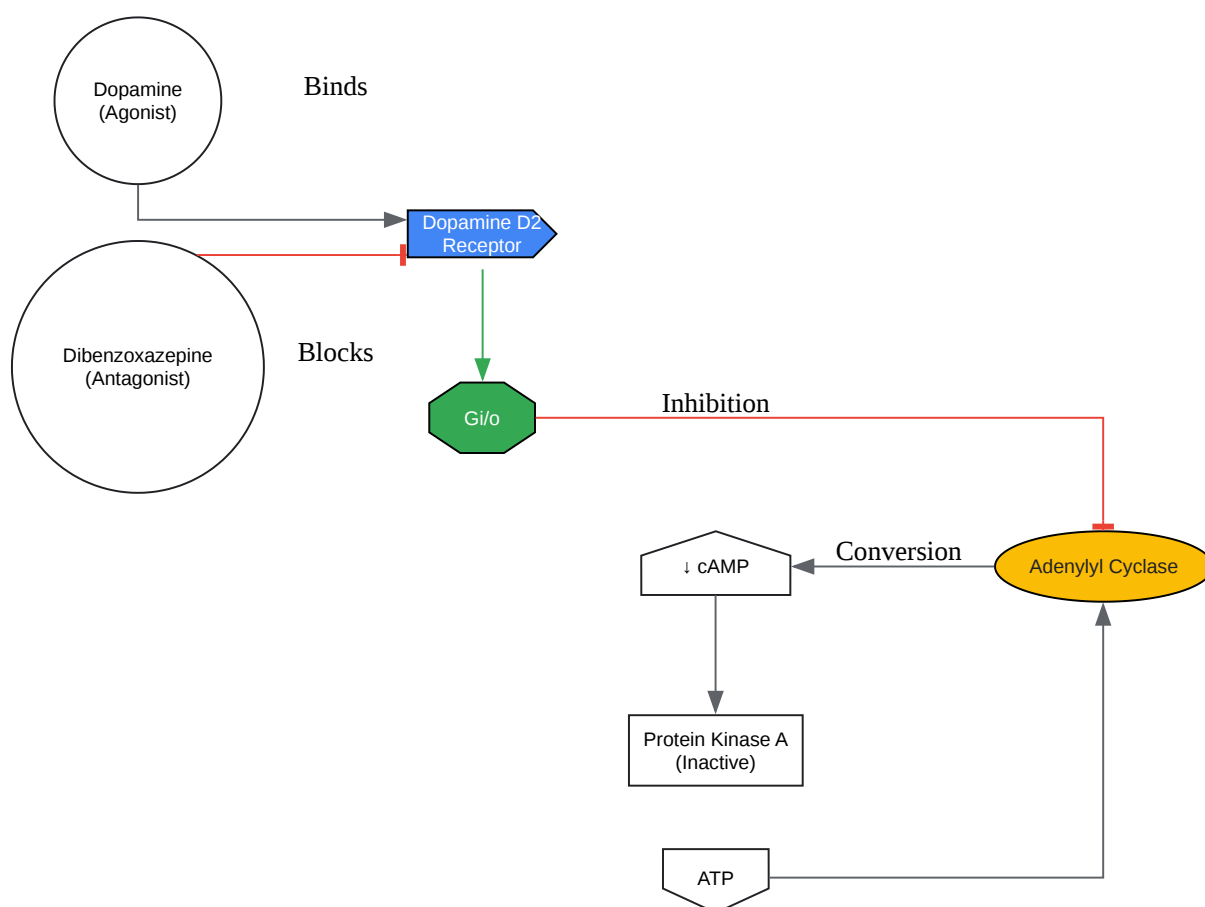 Dopamine
(Agonist)
Binds
Dopamine D2
Receptor
Dibenzoxazepine
(Antagonist)
Blocks
Gi/o
Inhibition
↓ cAMP
Conversion
Adenylyl Cyclase
Protein Kinase A
(Inactive)
ATP